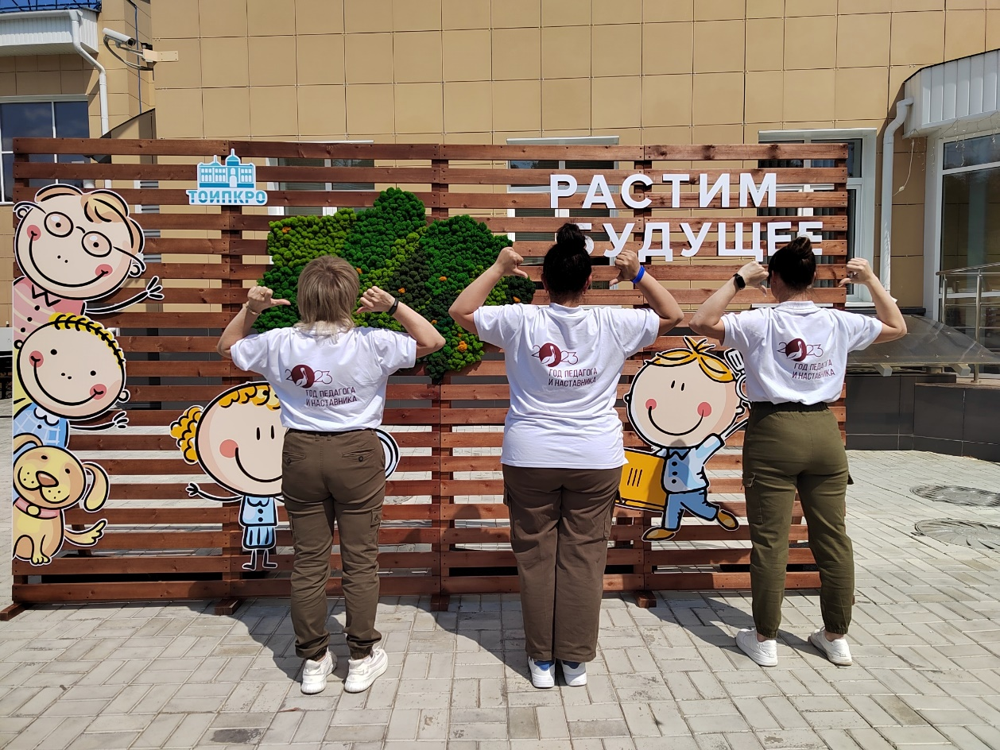 ТОИПКРО
РАСТИМ
БУДУЩЕЕ
2023
ГОД ПЕДАГОГА
И НАСТАВНИКА
2023
ГОД ПЕДАГОГА
И НАСТАВНИКА
2023
ГОД ПЕДАГОГА
И НАСТАВНИКА